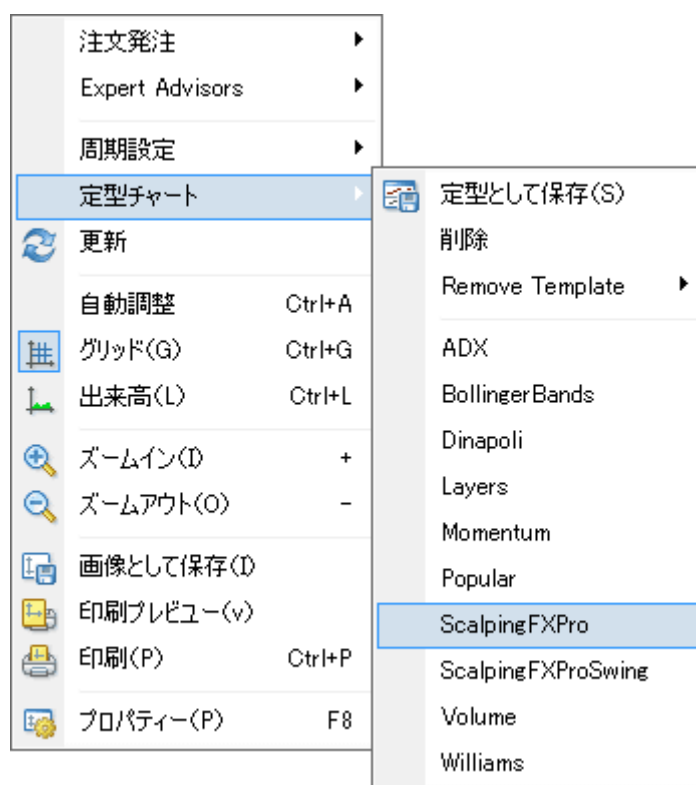 注文発注
Expert Advisors
周期設定
定型チャート
更新
自動調整 Ctrl+A
グリッド(G) Ctrl+G
出来高(L) Ctrl+L
ズームイン(I) +
ズームアウト(O) -
画像として保存(I)
印刷プレビュー(v)
印刷(P) Ctrl+P
プロパティー(P) F8
定型として保存(S)
削除
Remove Template
ADX
BollingerBands
Dinapoli
Layers
Momentum
Popular
ScalpingFXPro
ScalpingFXProSwing
Volume
Williams